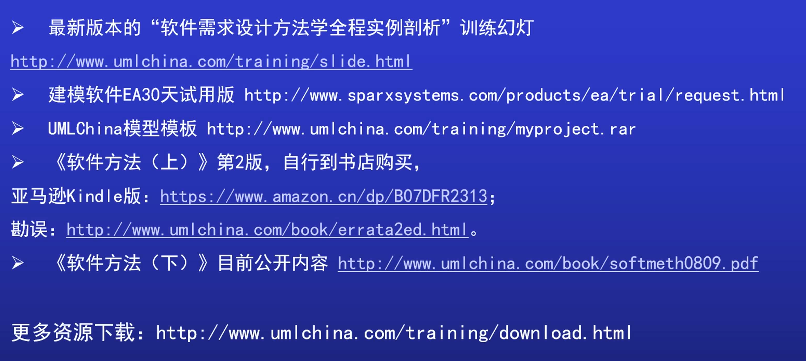 ➢ 最新版本的“软件需求设计方法学全程实例剖析”训练幻灯
http://www.umlchina.com/training/slide.html
➢ 建模软件EA30天试用版 http://www.sparxsystems.com/products/ea/trial/request.html
➢ UMLChina模型模板 http://www.umlchina.com/training/myproject.rar
➢ 《软件方法（上）》第2版，自行到书店购买，
亚马逊Kindle版：https://www.amazon.cn/dp/B07DFR2313；
勘误：http://www.umlchina.com/book/errata2ed.html。
➢ 《软件方法（下）》目前公开内容 http://www.umlchina.com/book/softmeth0809.pdf
更多资源下载：http://www.umlchina.com/training/download.html